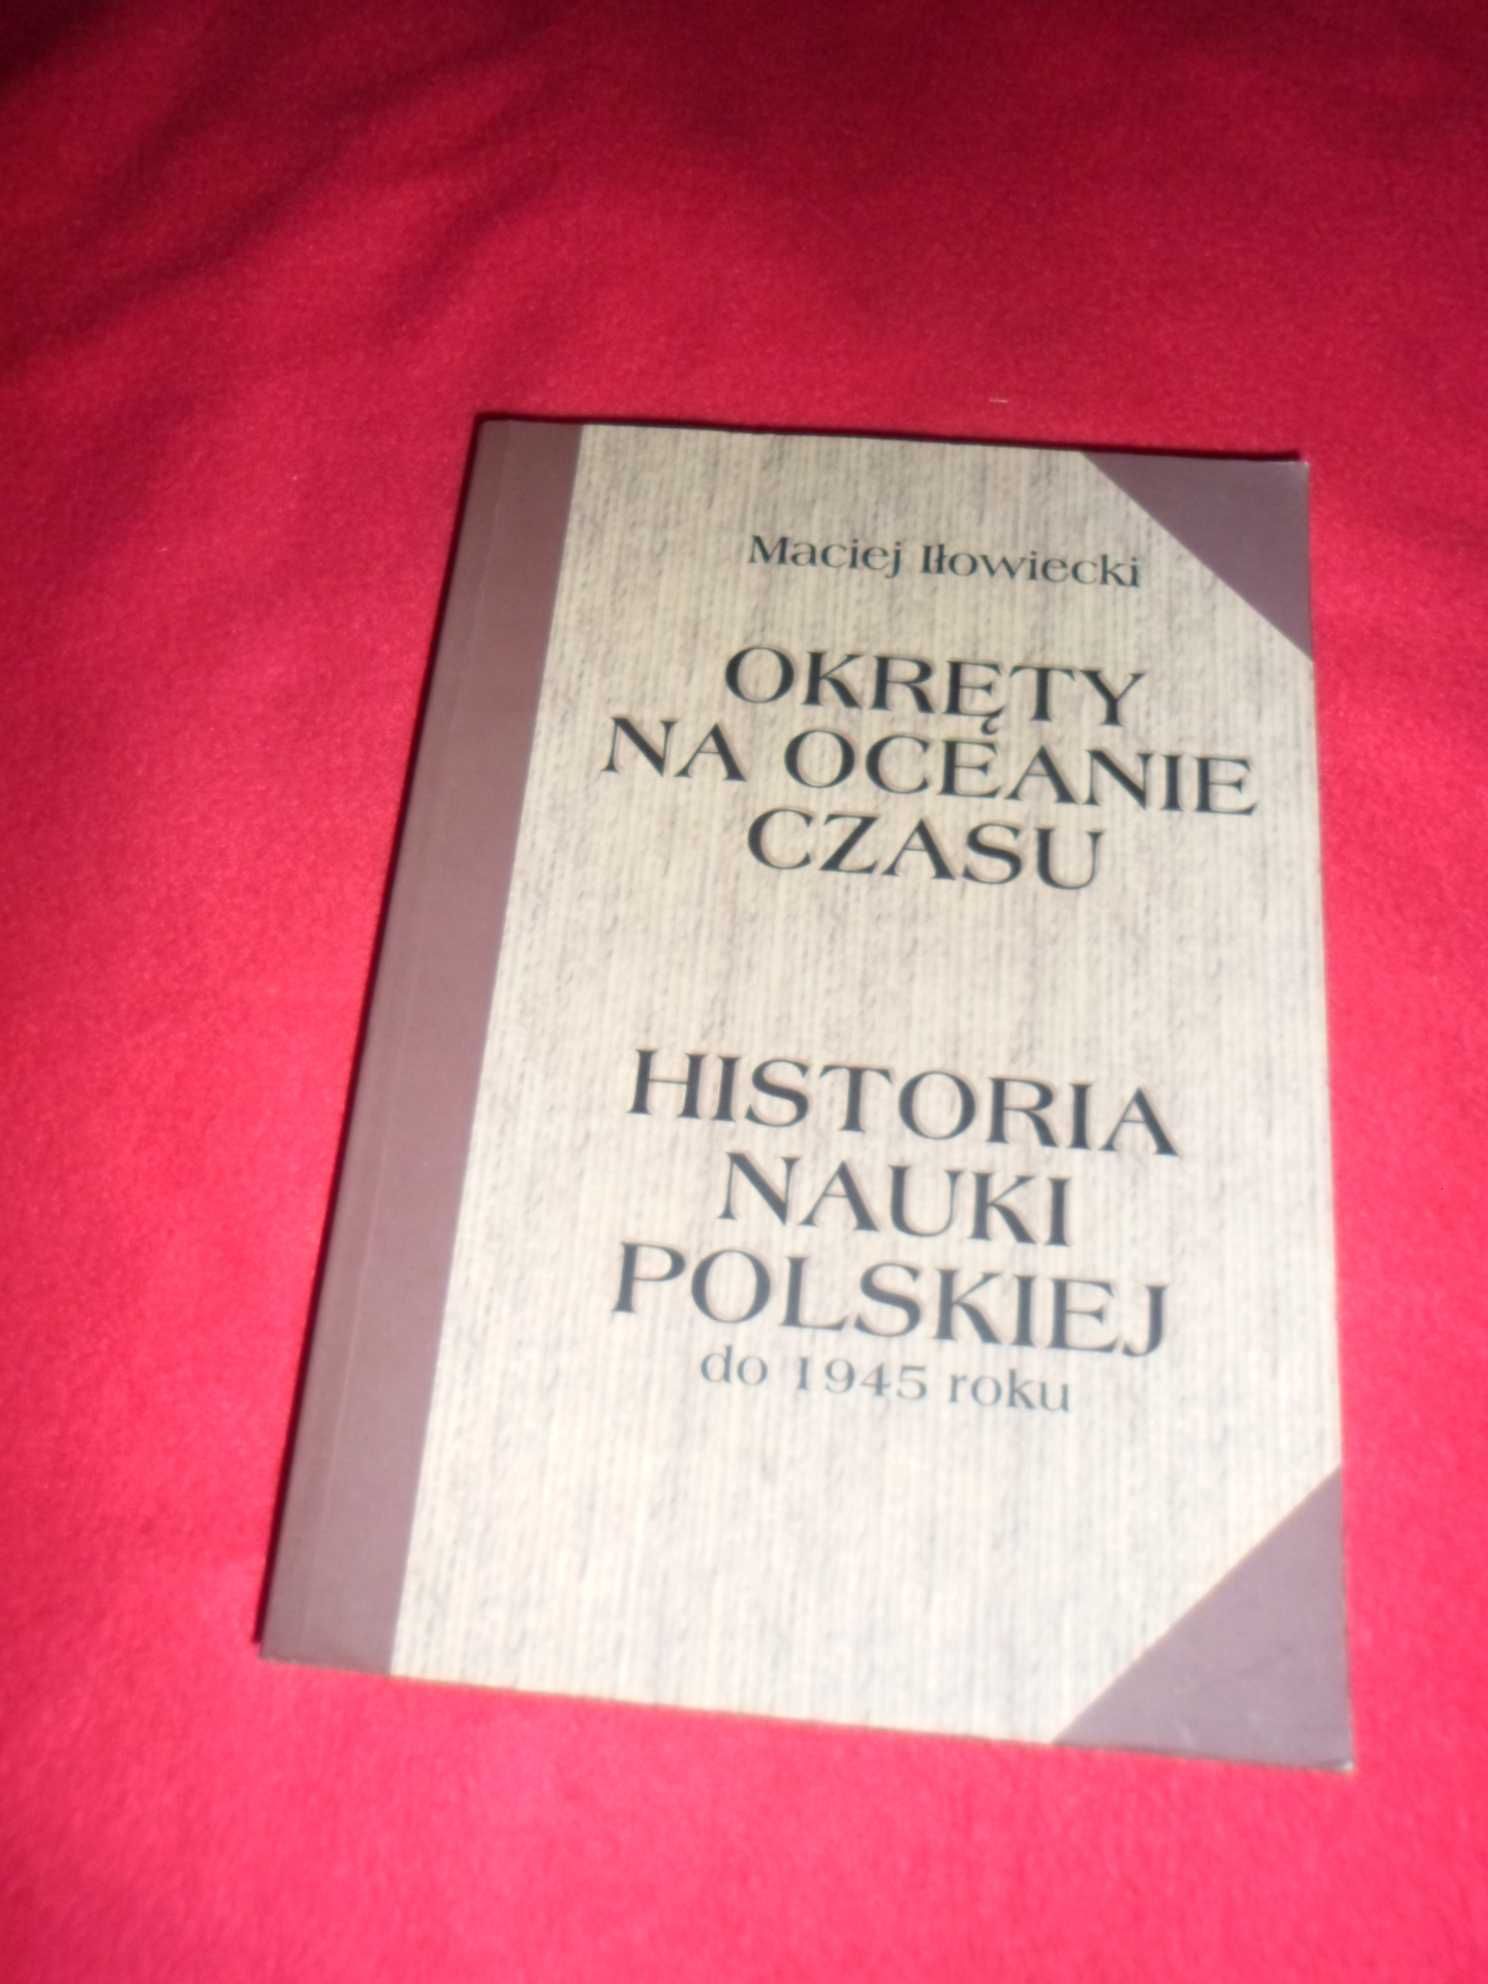 Maciej Iłowiecki
OKRĘTY
NA OCEANIE
CZASU
HISTORIA
NAUKI
POLSKIEJ
do 1945 roku